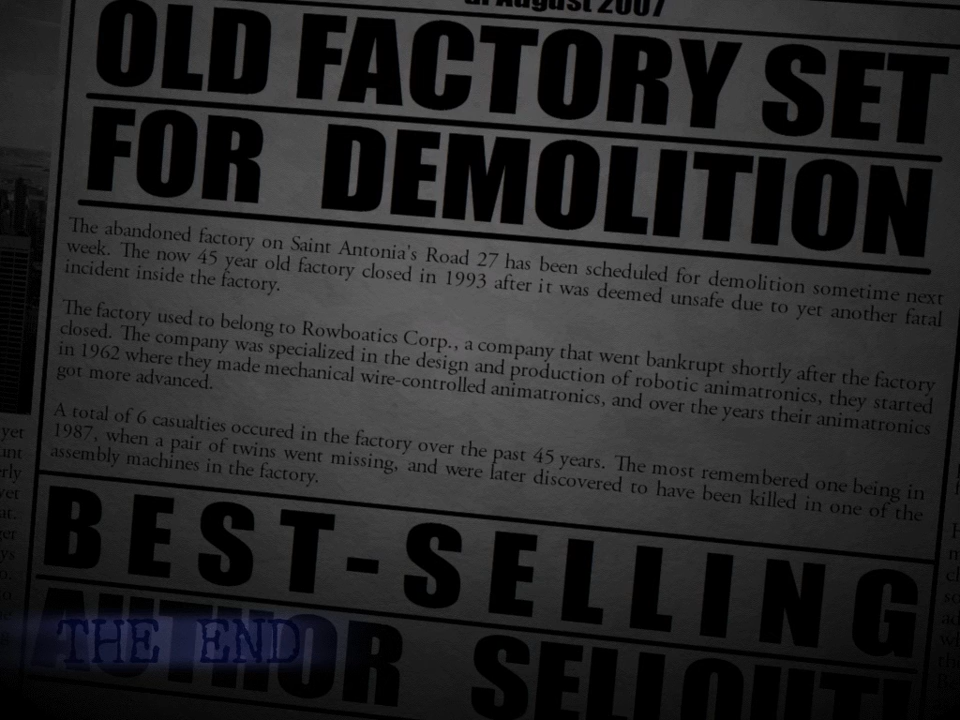 August 2007
OLD FACTORY SET
FOR DEMOLITION
The abandoned factory on Saint Antonia's Road 27 has been scheduled for demolition sometime next
week. The now 45 year old factory closed in 1993 after it was deemed unsafe due to yet another fatal
incident inside the factory.
The factory used to belong to Rowboatics Corp., a company that went bankrupt shortly after the factory
closed. The company was specialized in the design and production of robotic animatronics, they started
in 1962 where they made mechanical wire-controlled animatronics, and over the years their animatronics
got more advanced.
A total of 6 casualties occured in the factory over the past 45 years. The most remembered one being in
1987, when a pair of twins went missing, and were later discovered to have been killed in one of the
assembly machines in the factory.
BEST-SELLING
AUTHOR SELLOUT!
THE END